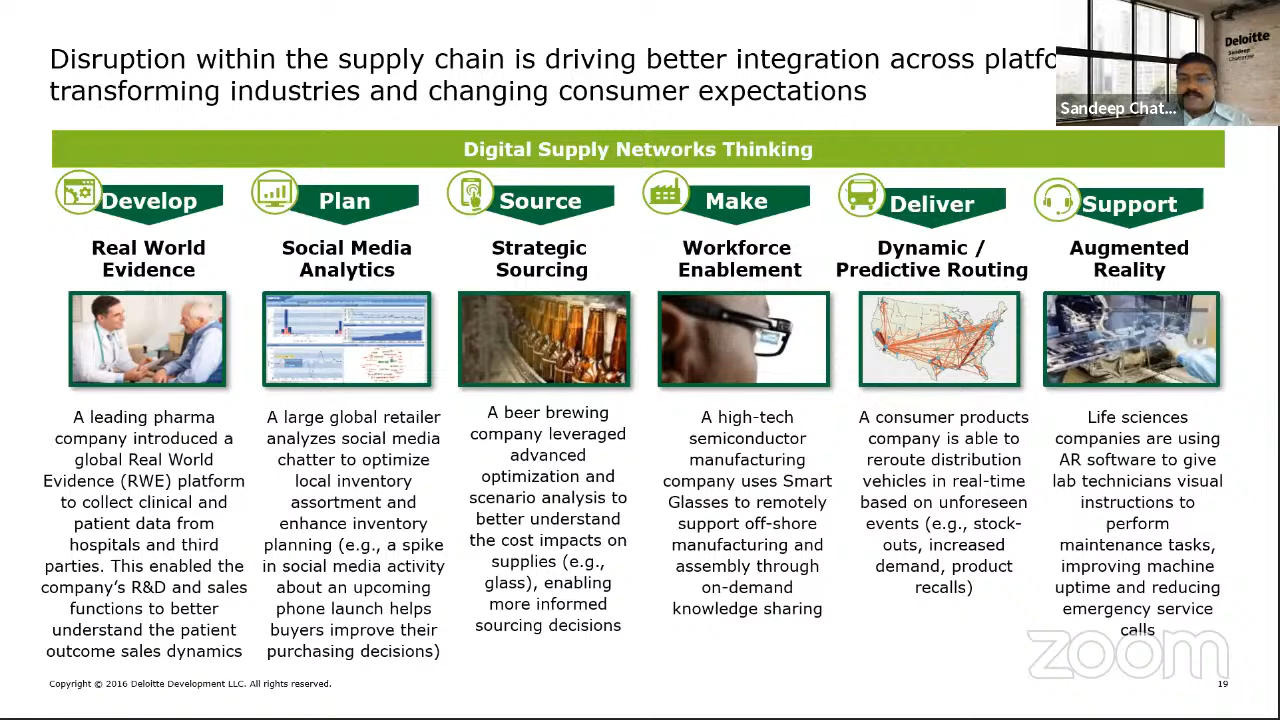 Disruption within the supply chain is driving better integration across
transforming industries and changing consumer expectations
Deloitte
Sandeep
Sandeep Chat...
Digital Supply Networks Thinking
Develop
Plan
Source
Make
Deliver
Support
Real World
Evidence
Social Media
Analytics
Strategic
Sourcing
Workforce
Enablement
Dynamic /
Predictive Routing
Augmented
Reality
A leading pharma
company introduced a
global Real World
Evidence (RWE) platform
to collect clinical and
patient data from
hospitals and third
parties. This enabled the
company's R&D and sales
functions to better
understand the patient
outcome sales dynamics
A large global retailer
analyzes social media
chatter to optimize
local inventory
assortment and
enhance inventory
planning (e.g., a spike
in social media activity
about an upcoming
phone launch helps
buyers improve their
purchasing decisions)
A beer brewing
company leveraged
advanced
optimization and
scenario analysis to
better understand
the cost impacts on
supplies (e.g.,
glass), enabling
more informed
sourcing decisions
A high-tech
semiconductor
manufacturing
company uses Smart
Glasses to remotely
support off-shore
manufacturing and
assembly through
on-demand
knowledge sharing
A consumer products
company is able to
reroute distribution
vehicles in real-time
based on unforeseen
events (e.g., stock-
outs, increased
demand, product
recalls)
Life sciences
companies are using
AR software to give
lab technicians visual
instructions to
perform
maintenance tasks,
improving machine
uptime and reducing
emergency service
calls
zoom
Copyright © 2016 Deloitte Development LLC. All rights reserved.
19